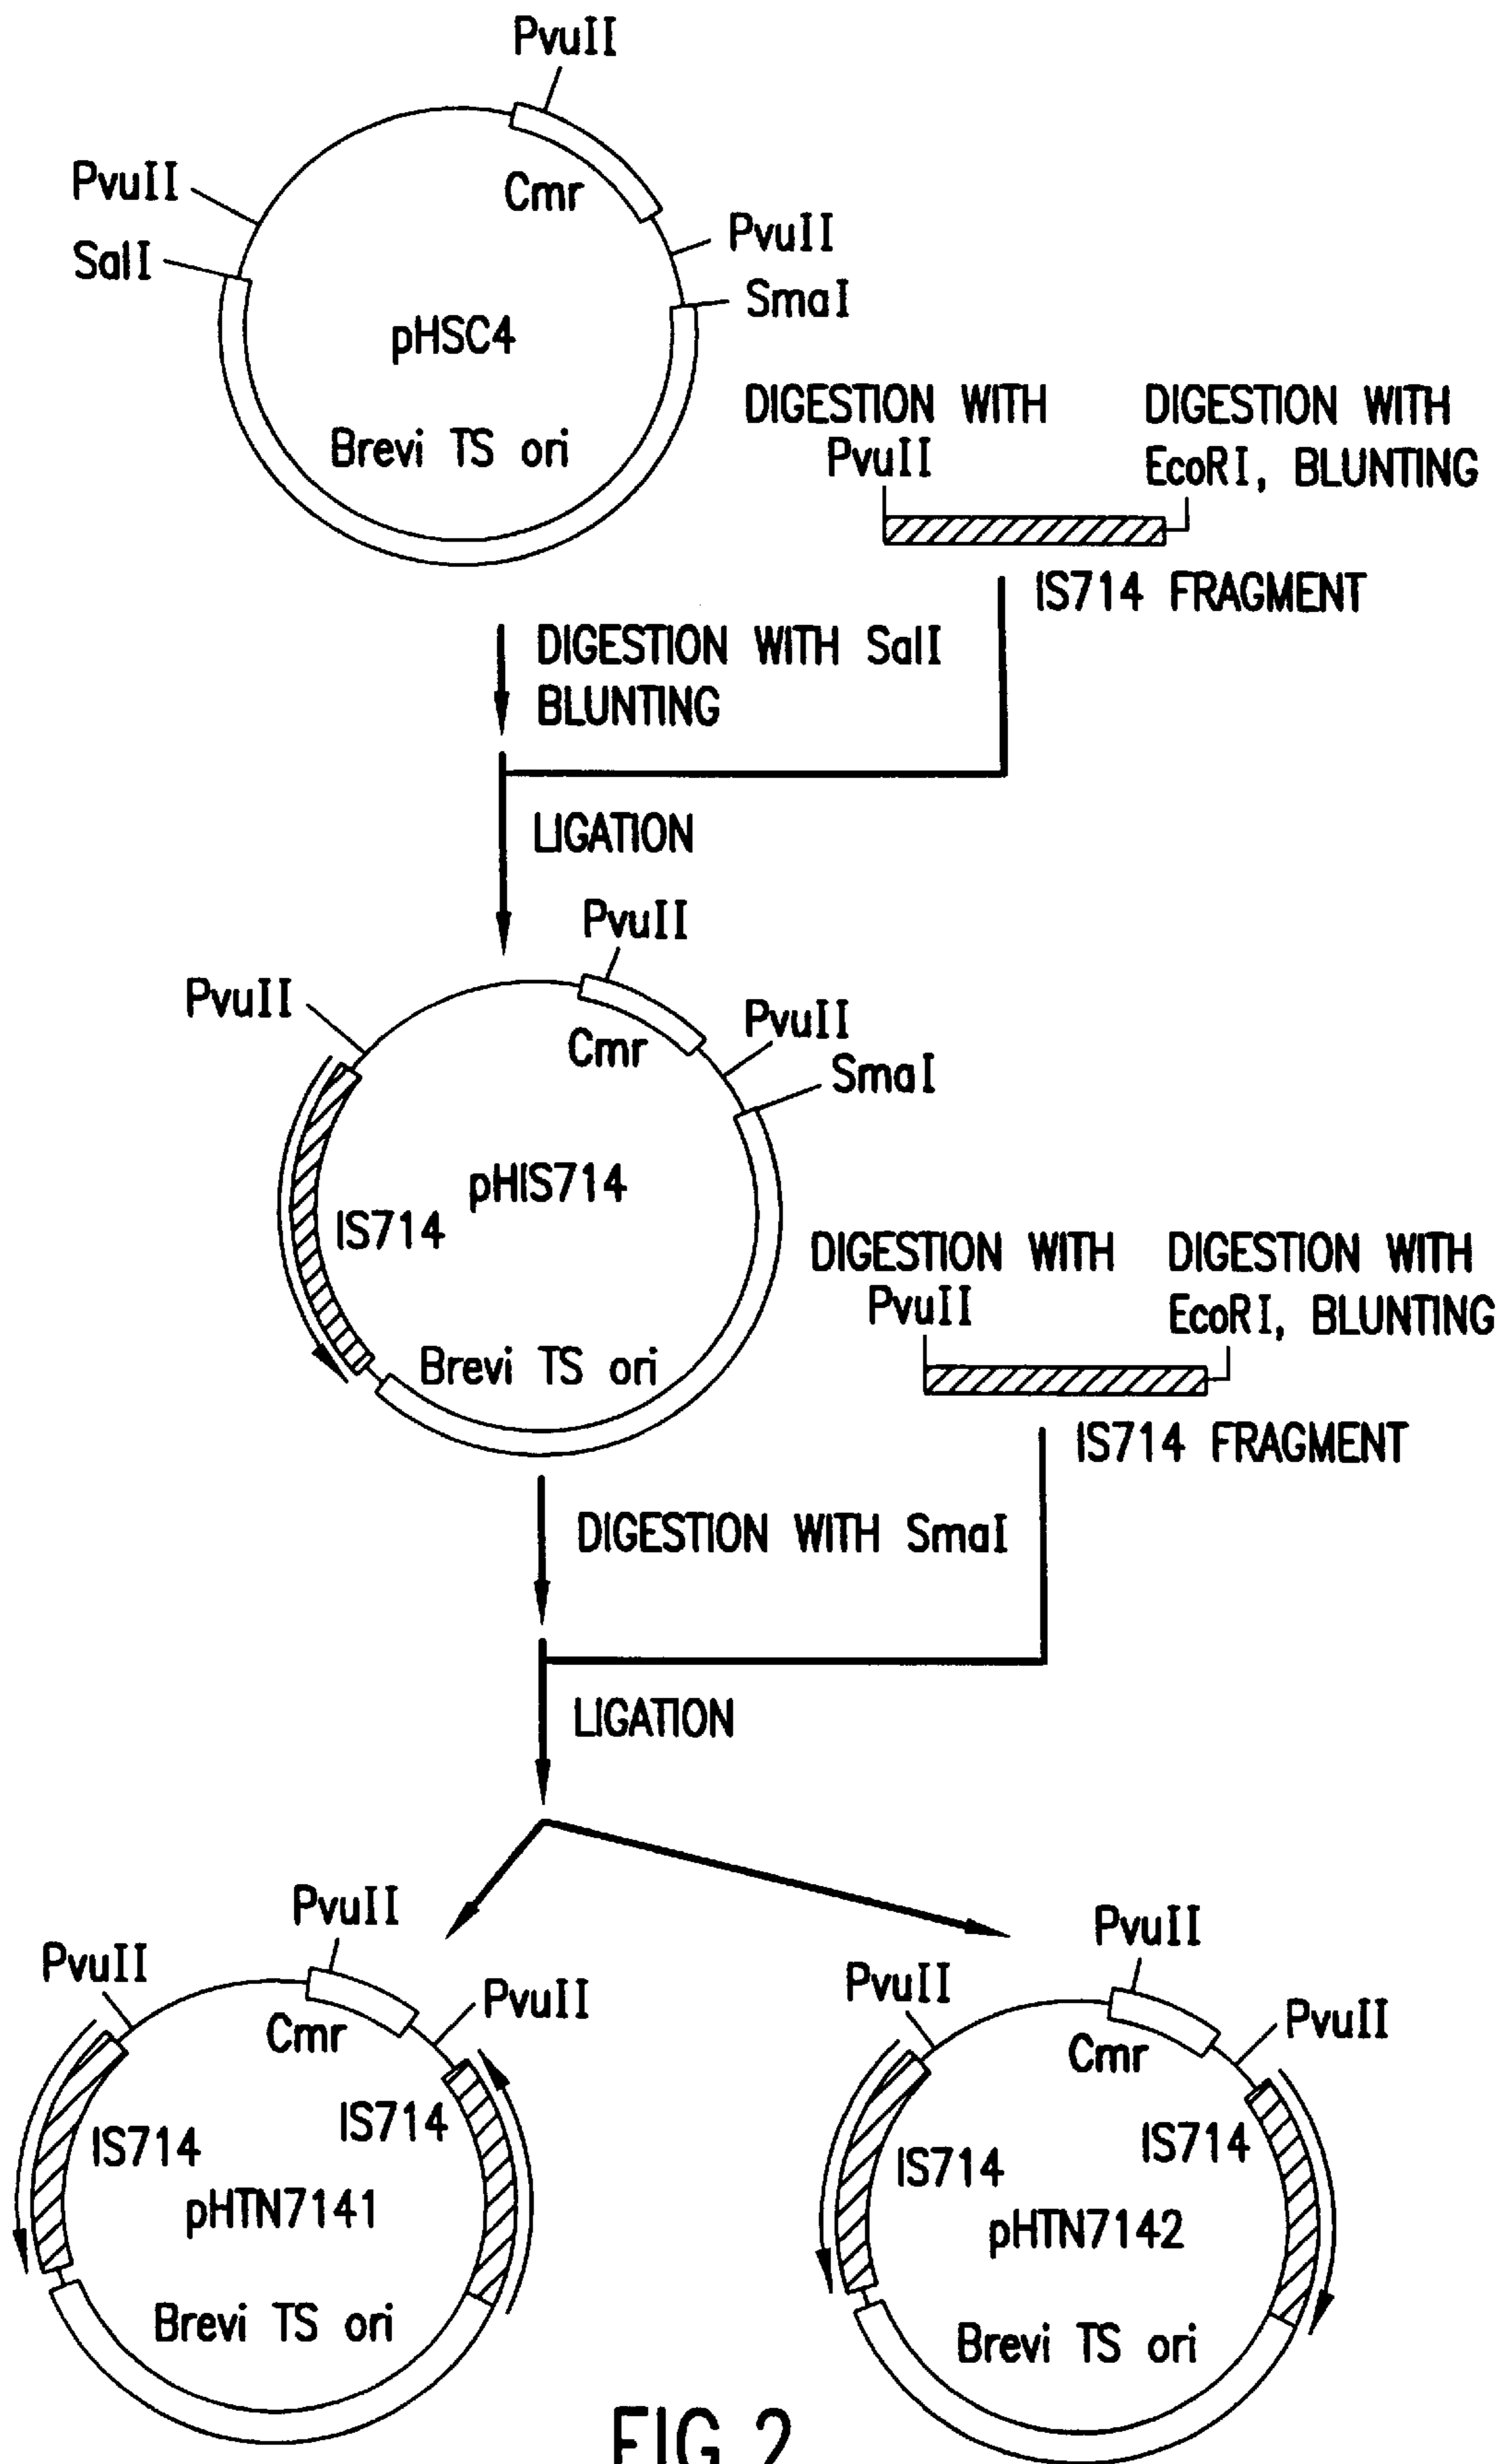 PvuII
PvuII
Cmr
PvuII
SalI
SmaI
pHSC4
Brevi TS ori
DIGESTION WITH
PvuII
DIGESTION WITH
EcoRI, BLUNTING
IS714 FRAGMENT
DIGESTION WITH SalI
BLUNTING
LIGATION
PvuII
PvuII
Cmr
PvuII
SmaI
pHIS714
IS714
Brevi TS ori
DIGESTION WITH
PvuII
DIGESTION WITH
EcoRI, BLUNTING
IS714 FRAGMENT
DIGESTION WITH SmaI
LIGATION
PvuII
PvuII
PvuII
Cmr
IS714
IS714
pHTN7141
Brevi TS ori
PvuII
PvuII
PvuII
Cmr
IS714
IS714
pHTN7142
Brevi TS ori
FIG. 2